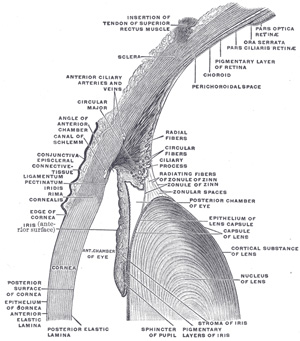 INSERTION OF
TENDON OF SUPERIOR
RECTUS MUSCLE
PARS OPTICA
RETINÆ
ORA SERRATA
PARS CILIARIS RETINÆ
PIGMENTARY LAYER
OF RETINA
CHOROID
PERICHOROIDAL SPACE
SCLERA
ANTERIOR CILIARY
ARTERIES AND
VEINS
CIRCULAR
MAJOR
ANGLE OF
ANTERIOR
CHAMBER
CANAL OF
SCHLEMM
CONJUNCTIVA
EPISCLERAL
CONNECTIVE-
TISSUE
LIGAMENTUM
PECTINATUM
IRIDIS
RIMA
CORNEALIS
EDGE OF
CORNEA
IRIS (ante-
rior surface)
CORNEA
ANT. CHAMBER
OF EYE
POSTERIOR
SURFACE
OF CORNEA
EPITHELIUM
OF CORNEA
ANTERIOR
ELASTIC
LAMINA
POSTERIOR ELASTIC
LAMINA
RADIAL
FIBERS
CIRCULAR
FIBERS
CILIARY
PROCESS
RADIATING FIBERS
OF ZONULE OF ZINN
ZONULE OF ZINN
ZONULAR SPACES
POSTERIOR CHAMBER
OF EYE
EPITHELIUM OF
LENS CAPSULE
CAPSULE
OF LENS
CORTICAL SUBSTANCE
OF LENS
NUCLEUS
OF LENS
STROMA OF IRIS
PIGMENTARY
LAYERS OF IRIS
SPHINCTER
OF PUPIL